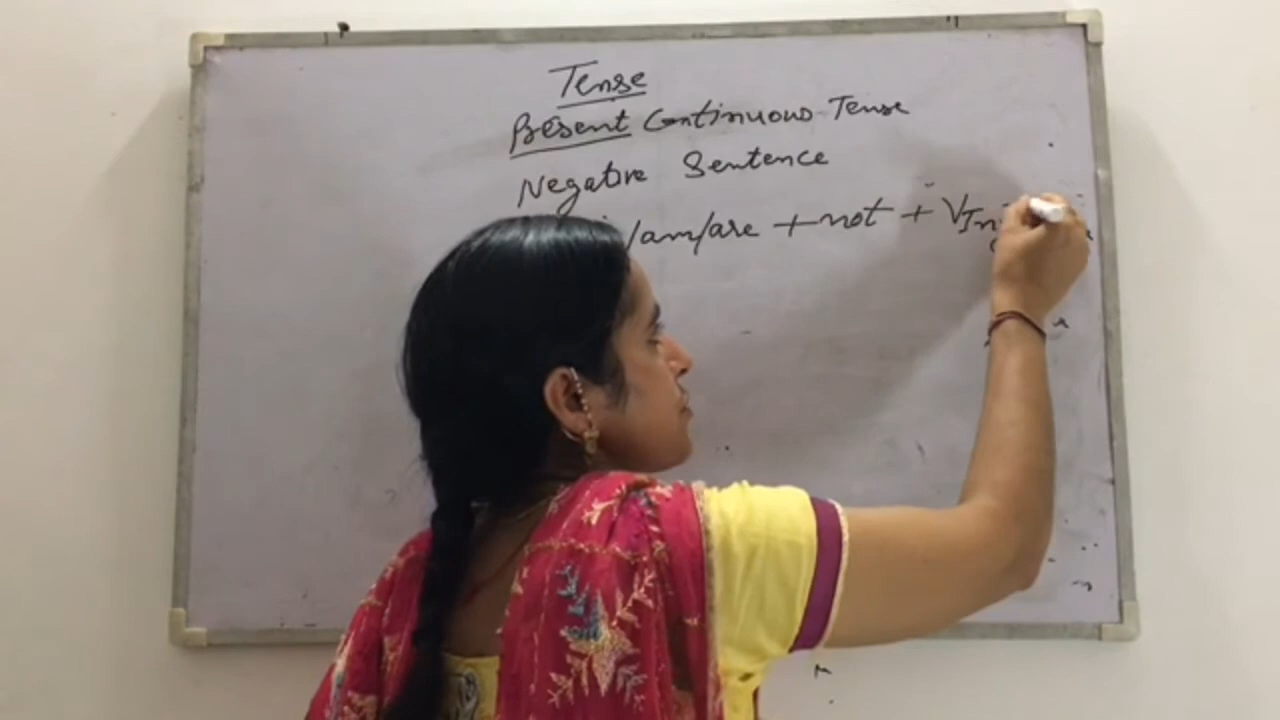 Tense
Present Continuous Tense
Negative Sentence
/am/are + not + V